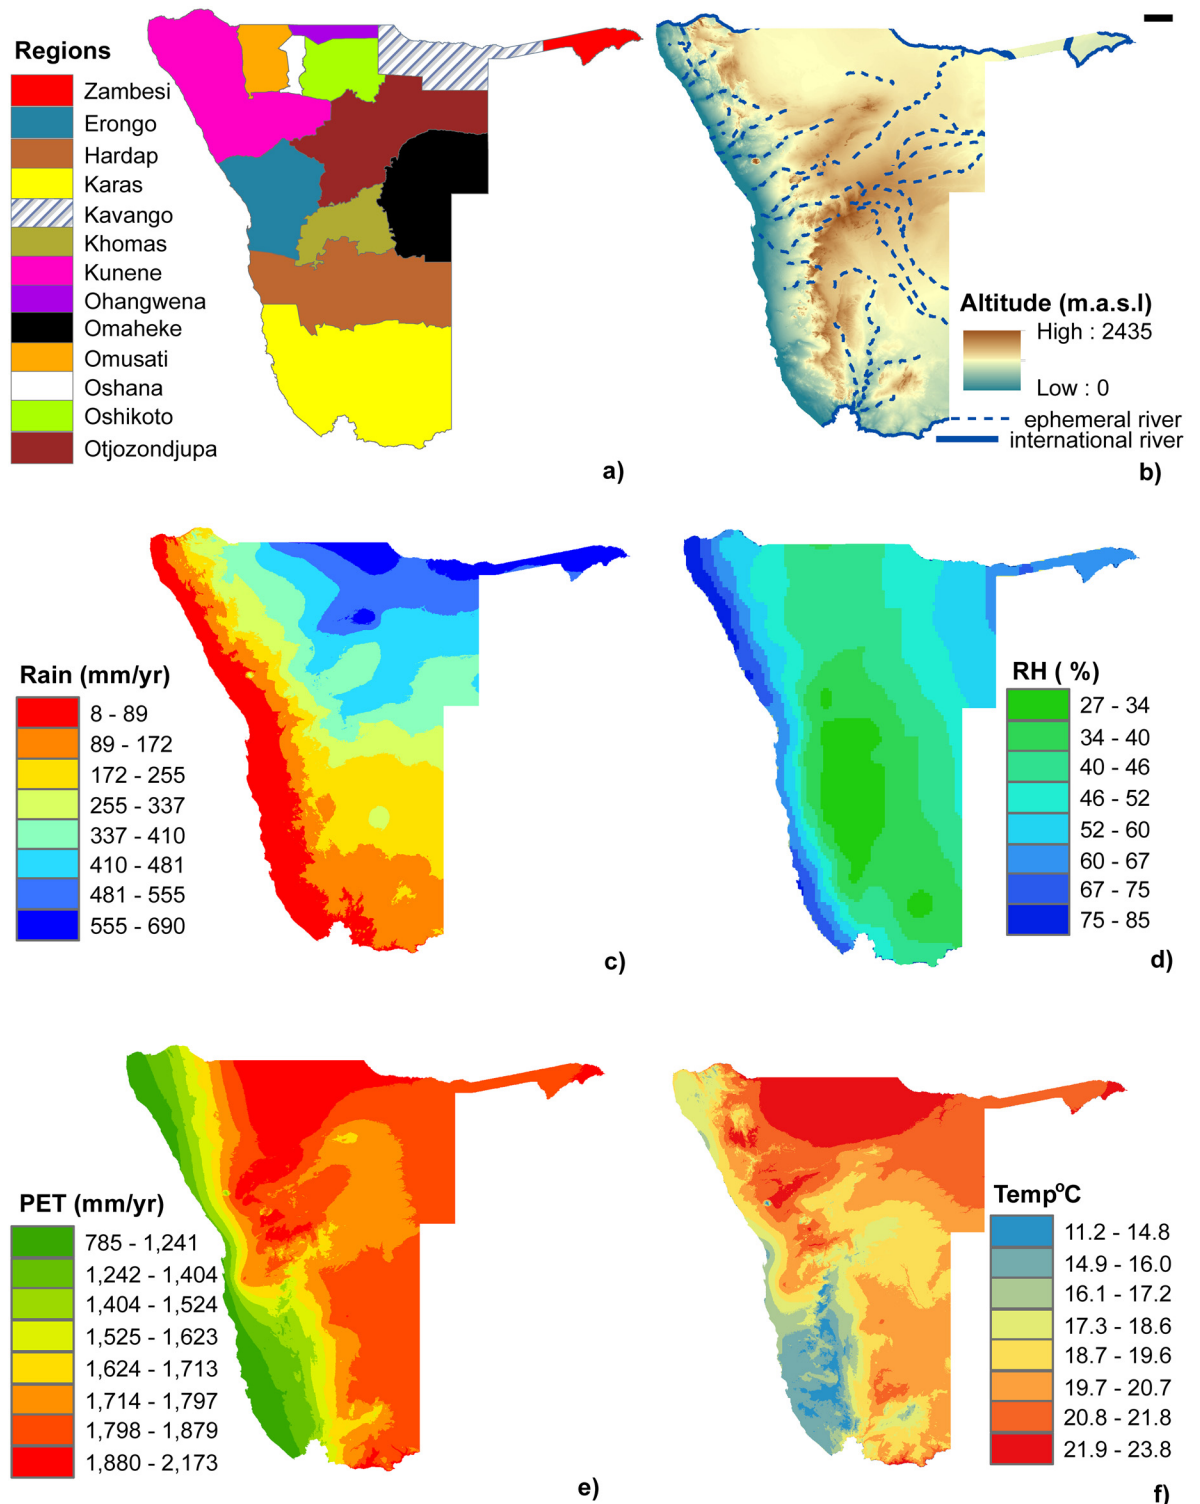 Regions
Zambesi
Erongo
Hardap
Karas
Kavango
Khomas
Kunene
Ohangwena
Omaheke
Omusati
Oshana
Oshikoto
Otjozondjupa
a)
Altitude (m.a.s.l)
High : 2435
Low : 0
ephemeral river
international river
b)
Rain (mm/yr)
8 - 89
89 - 172
172 - 255
255 - 337
337 - 410
410 - 481
481 - 555
555 - 690
c)
RH ( %)
27 - 34
34 - 40
40 - 46
46 - 52
52 - 60
60 - 67
67 - 75
75 - 85
d)
PET (mm/yr)
785 - 1,241
1,242 - 1,404
1,404 - 1,524
1,525 - 1,623
1,624 - 1,713
1,714 - 1,797
1,798 - 1,879
1,880 - 2,173
e)
Temp°C
11.2 - 14.8
14.9 - 16.0
16.1 - 17.2
17.3 - 18.6
18.7 - 19.6
19.7 - 20.7
20.8 - 21.8
21.9 - 23.8
f)